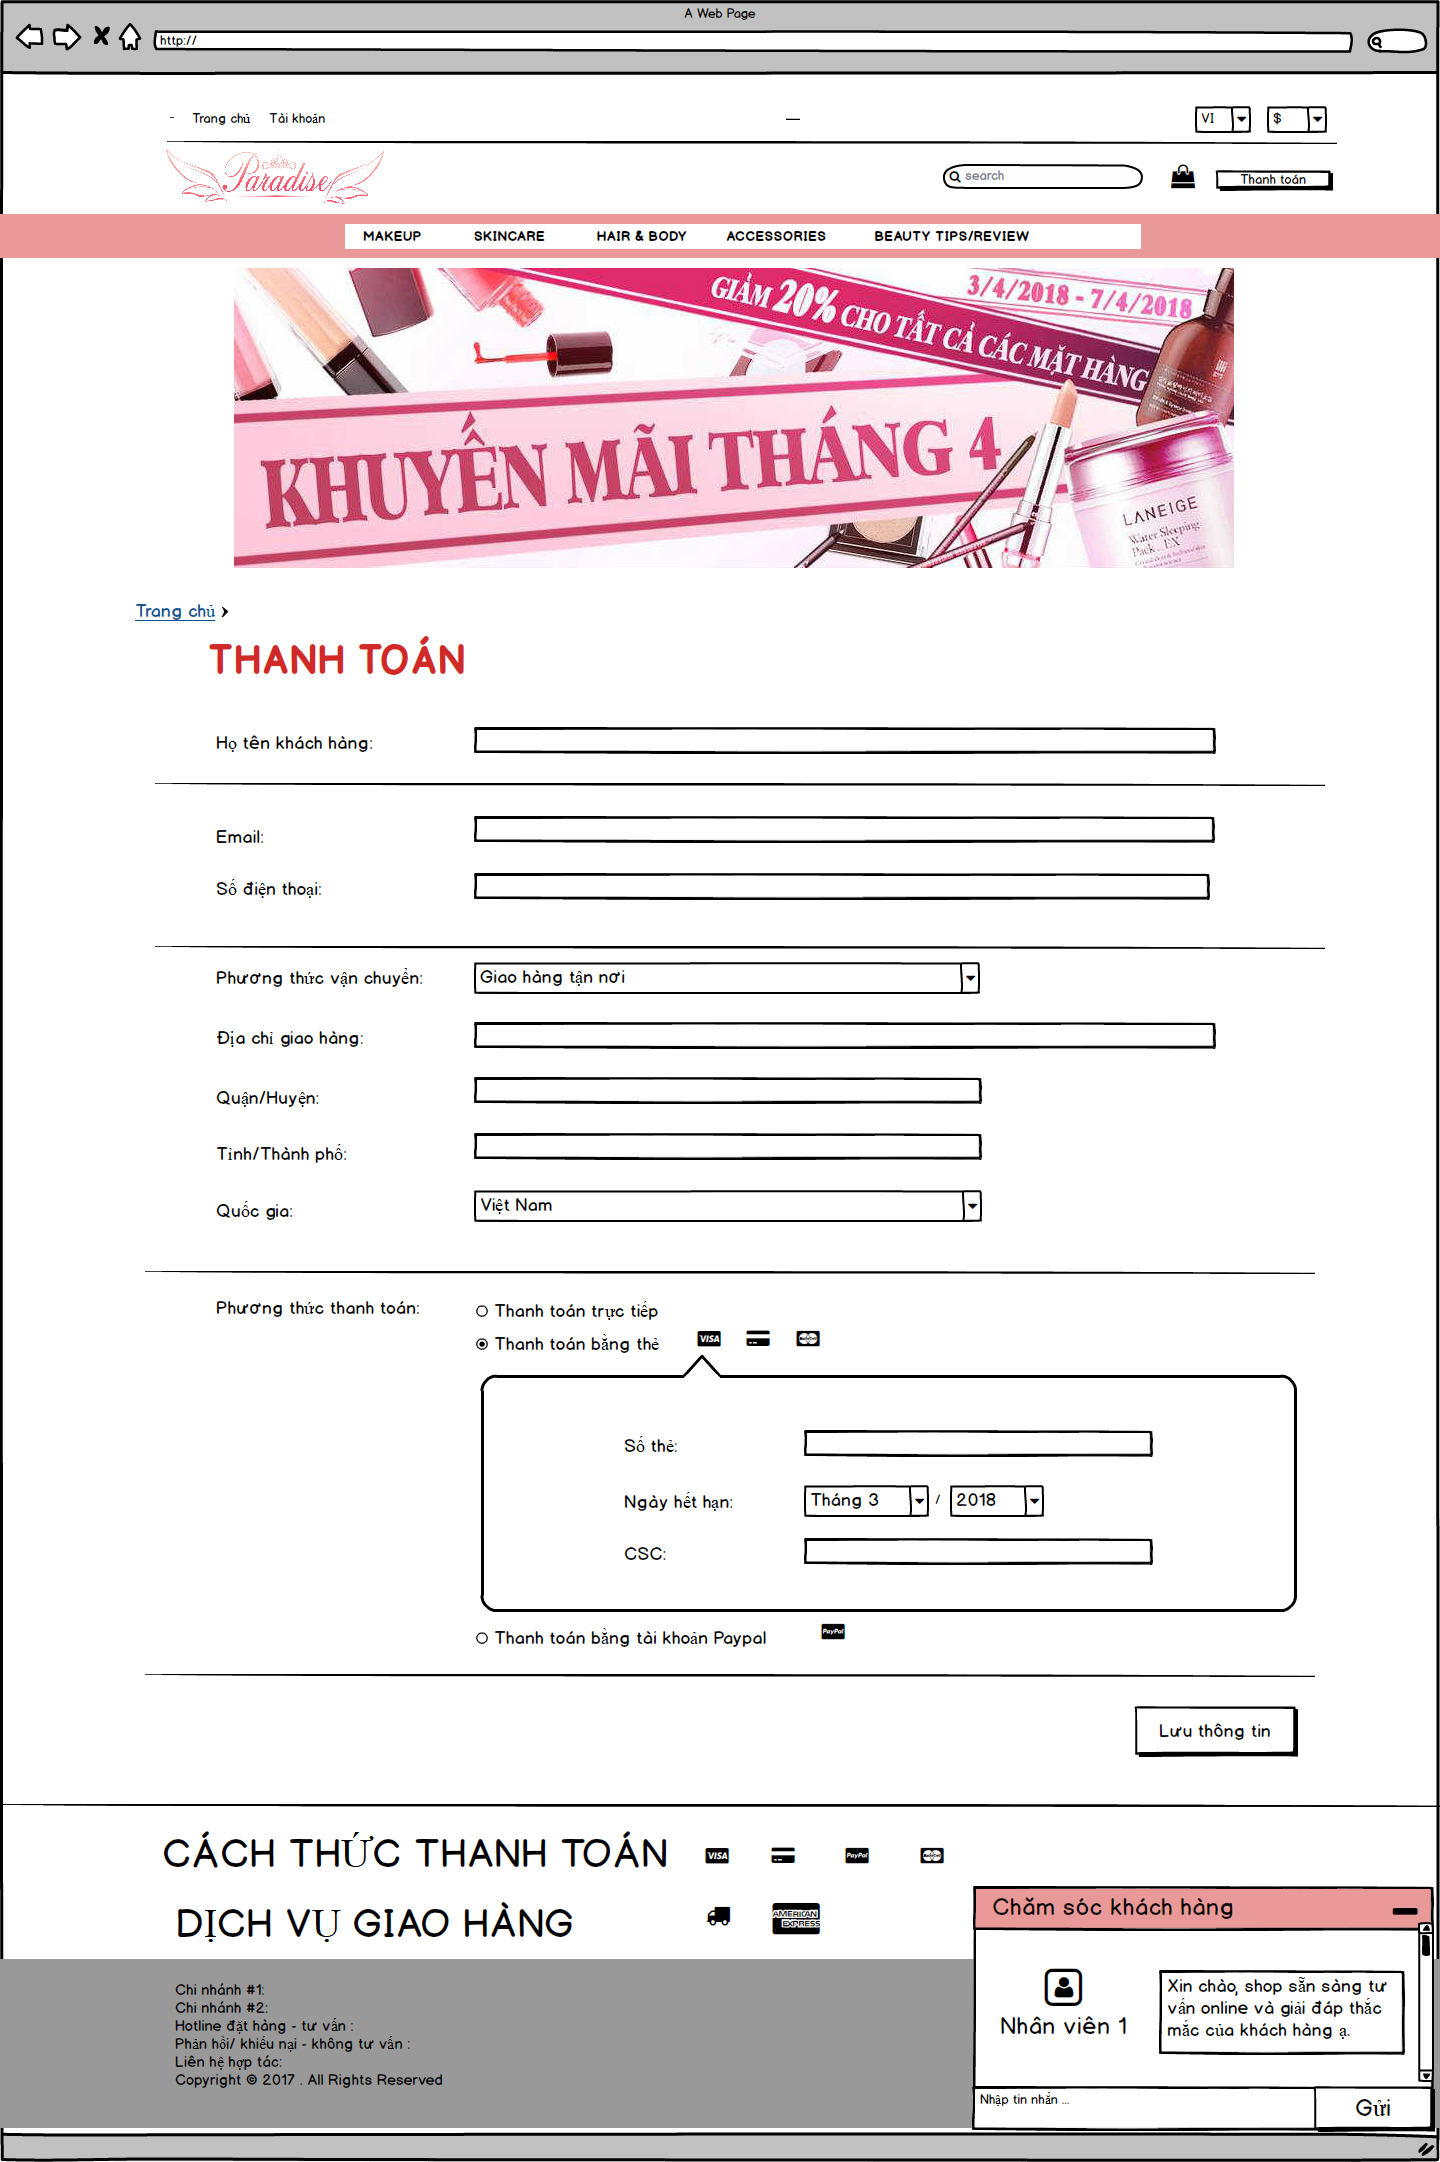 A Web Page
http://
Trang chủ Tài khoản
VI $
Paradise
search
Thanh toán
MAKEUP SKINCARE HAIR & BODY ACCESSORIES BEAUTY TIPS/REVIEW
3/4/2018 - 7/4/2018
GIẢM 20% CHO TẤT CẢ CÁC MẶT HÀNG
KHUYẾN MÃI THÁNG 4
LANEIGE
Water Sleeping
Pack_EX
Trang chủ
THANH TOÁN
Họ tên khách hàng:
Email:
Số điện thoại:
Phương thức vận chuyển: Giao hàng tận nơi
Địa chỉ giao hàng:
Quận/Huyện:
Tỉnh/Thành phố:
Quốc gia: Việt Nam
Phương thức thanh toán: Thanh toán trực tiếp
Thanh toán bằng thẻ VISA
Số thẻ:
Ngày hết hạn: Tháng 3 / 2018
CSC:
Thanh toán bằng tài khoản Paypal PayPal
Lưu thông tin
CÁCH THỨC THANH TOÁN VISA PayPal
DỊCH VỤ GIAO HÀNG AMERICAN EXPRESS
Chăm sóc khách hàng
Nhân viên 1
Xin chào, shop sẵn sàng tư
vấn online và giải đáp thắc
mắc của khách hàng ạ.
Nhập tin nhắn ... Gửi
Chi nhánh #1:
Chi nhánh #2:
Hotline đặt hàng - tư vấn :
Phản hồi/ khiếu nại - không tư vấn :
Liên hệ hợp tác:
Copyright © 2017 . All Rights Reserved